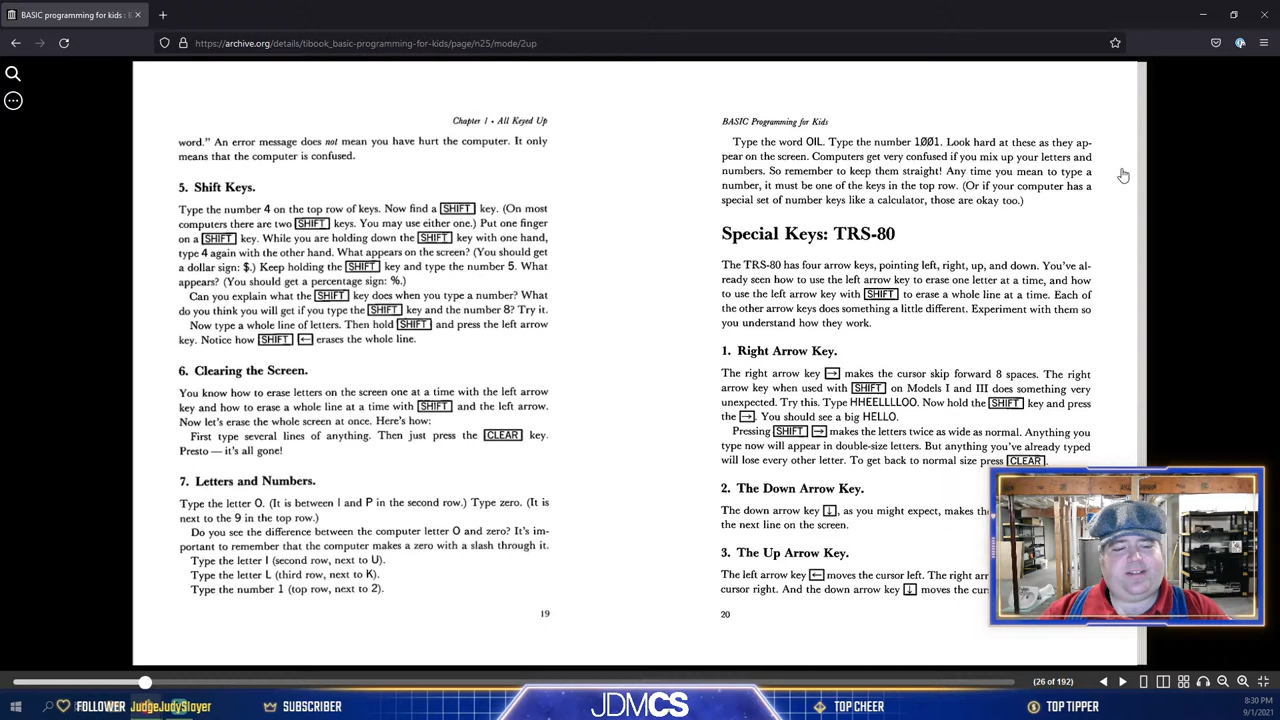 BASIC programming for kids : B
https://archive.org/details/tibook_basic-programming-for-kids/page/n25/mode/2up
Chapter 1 • All Keyed Up
word.” An error message does not mean you have hurt the computer. It only
means that the computer is confused.
5. Shift Keys.
Type the number 4 on the top row of keys. Now find a SHIFT key. (On most
computers there are two SHIFT keys. You may use either one.) Put one finger
on a SHIFT key. While you are holding down the SHIFT key with one hand,
type 4 again with the other hand. What appears on the screen? (You should get
a dollar sign: $.) Keep holding the SHIFT key and type the number 5. What
appears? (You should get a percentage sign: %.)
Can you explain what the SHIFT key does when you type a number? What
do you think you will get if you type the SHIFT key and the number 8? Try it.
Now type a whole line of letters. Then hold SHIFT and press the left arrow
key. Notice how SHIFT ← erases the whole line.
6. Clearing the Screen.
You know how to erase letters on the screen one at a time with the left arrow
key and how to erase a whole line at a time with SHIFT and the left arrow.
Now let's erase the whole screen at once. Here's how:
First type several lines of anything. Then just press the CLEAR key.
Presto — it's all gone!
7. Letters and Numbers.
Type the letter O. (It is between I and P in the second row.) Type zero. (It is
next to the 9 in the top row.)
Do you see the difference between the computer letter O and zero? It's im-
portant to remember that the computer makes a zero with a slash through it.
Type the letter I (second row, next to U).
Type the letter L (third row, next to K).
Type the number 1 (top row, next to 2).
19
BASIC Programming for Kids
Type the word OIL. Type the number 1001. Look hard at these as they ap-
pear on the screen. Computers get very confused if you mix up your letters and
numbers. So remember to keep them straight! Any time you mean to type a
number, it must be one of the keys in the top row. (Or if your computer has a
special set of number keys like a calculator, those are okay too.)
Special Keys: TRS-80
The TRS-80 has four arrow keys, pointing left, right, up, and down. You've al-
ready seen how to use the left arrow key to erase one letter at a time, and how
to use the left arrow key with SHIFT to erase a whole line at a time. Each of
the other arrow keys does something a little different. Experiment with them so
you understand how they work.
1. Right Arrow Key.
The right arrow key → makes the cursor skip forward 8 spaces. The right
arrow key when used with SHIFT on Models I and III does something very
unexpected. Try this. Type HHEELLLLOO. Now hold the SHIFT key and press
the →. You should see a big HELLO.
Pressing SHIFT → makes the letters twice as wide as normal. Anything you
type now will appear in double-size letters. But anything you've already typed
will lose every other letter. To get back to normal size press CLEAR.
2. The Down Arrow Key.
The down arrow key ↓, as you might expect, makes the
the next line on the screen.
3. The Up Arrow Key.
The left arrow key ← moves the cursor left. The right arr
cursor right. And the down arrow key ↓ moves the curs
20
(26 of 192)
FOLLOWER JudgeJudySlayer
SUBSCRIBER
JDMCS
TOP CHEER
TOP TIPPER
8:30 PM
9/1/2021